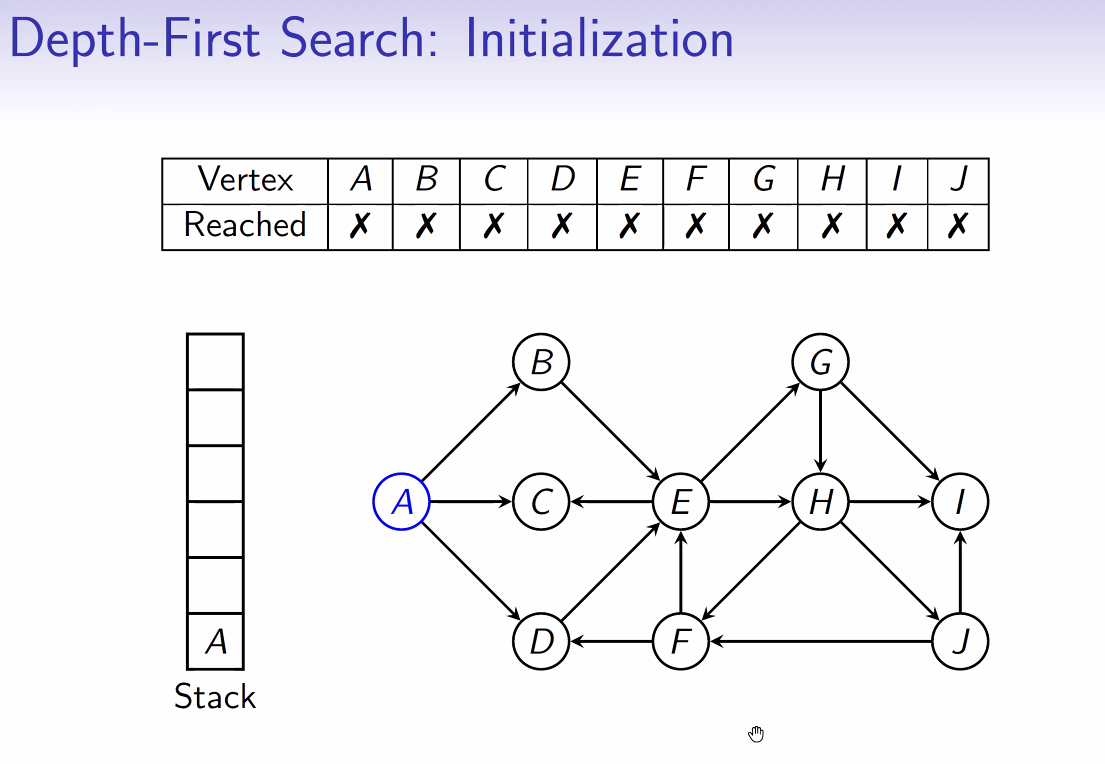 Depth-First Search: Initialization
Vertex A B C D E F G H I J
Reached ✗ ✗ ✗ ✗ ✗ ✗ ✗ ✗ ✗ ✗
B G
A C E H I
A D F J
Stack